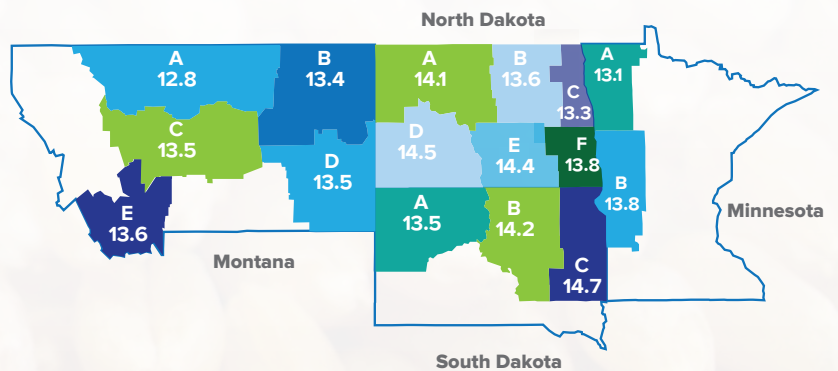 North Dakota
A
12.8
B
13.4
A
14.1
B
13.6
C
13.3
A
13.1
C
13.5
D
13.5
D
14.5
E
14.4
F
13.8
B
13.8
E
13.6
A
13.5
B
14.2
C
14.7
Minnesota
Montana
South Dakota